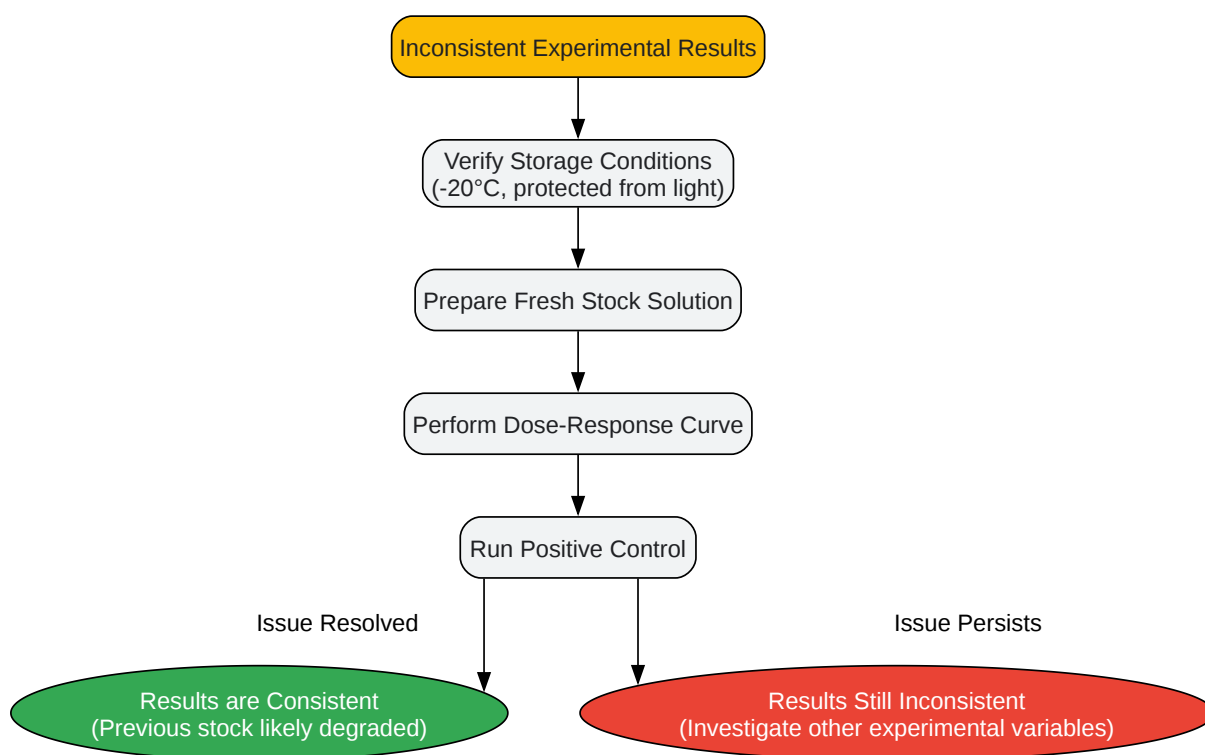 Inconsistent Experimental Results
Verify Storage Conditions
(-20°C, protected from light)
Prepare Fresh Stock Solution
Perform Dose-Response Curve
Run Positive Control
Issue Resolved
Issue Persists
Results are Consistent
(Previous stock likely degraded)
Results Still Inconsistent
(Investigate other experimental variables)